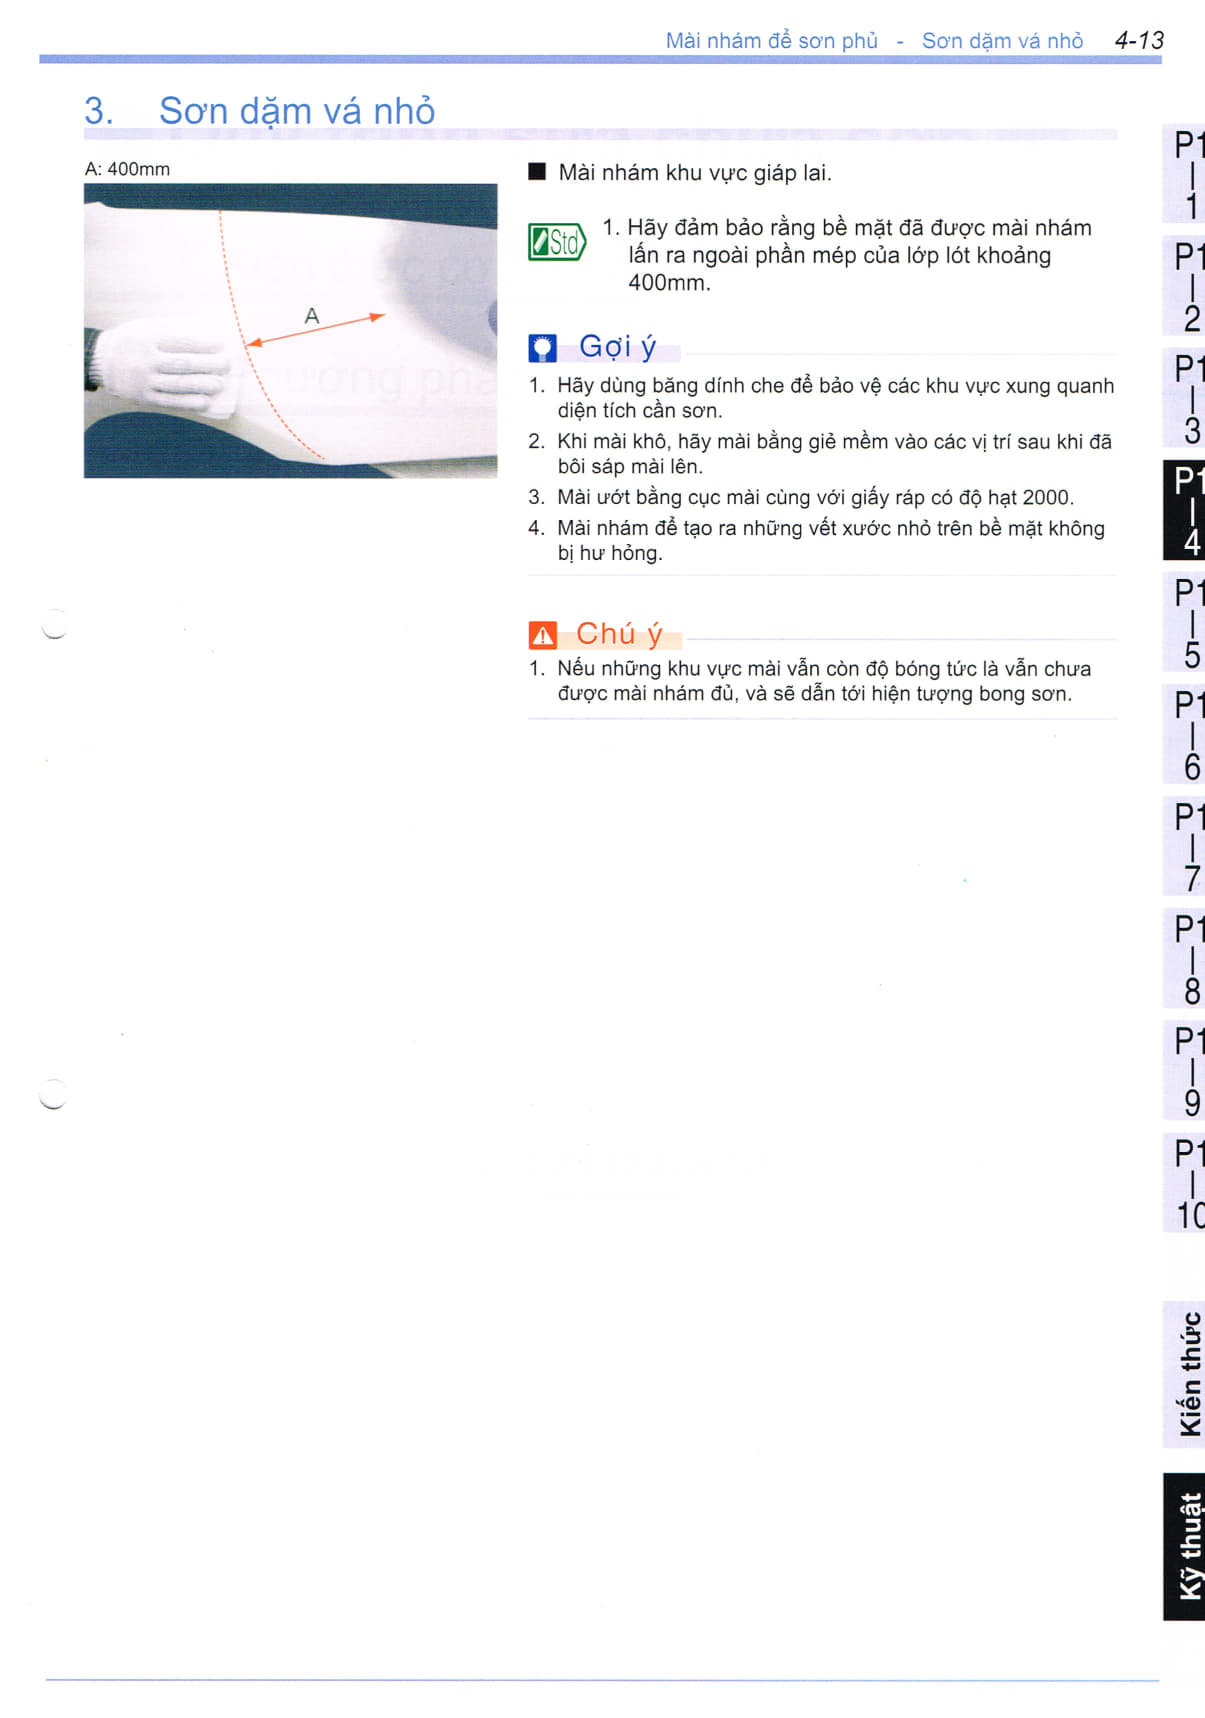 Mài nhám để sơn phủ - Sơn dặm vá nhỏ 4-13
3. Sơn dặm vá nhỏ
A: 400mm
A
■ Mài nhám khu vực giáp lai.
Std
1. Hãy đảm bảo rằng bề mặt đã được mài nhám
lấn ra ngoài phần mép của lớp lót khoảng
400mm.
Gợi ý
1. Hãy dùng băng dính che để bảo vệ các khu vực xung quanh
diện tích cần sơn.
2. Khi mài khô, hãy mài bằng giẻ mềm vào các vị trí sau khi đã
bôi sáp mài lên.
3. Mài ướt bằng cục mài cùng với giấy ráp có độ hạt 2000.
4. Mài nhám để tạo ra những vết xước nhỏ trên bề mặt không
bị hư hỏng.
Chú ý
1. Nếu những khu vực mài vẫn còn độ bóng tức là vẫn chưa
được mài nhám đủ, và sẽ dẫn tới hiện tượng bong sơn.
P1
|
1
P1
|
2
P1
|
3
P1
|
4
P1
|
5
P1
|
6
P1
|
7
P1
|
8
P1
|
9
P1
|
10
Kiến thức
Kỹ thuật